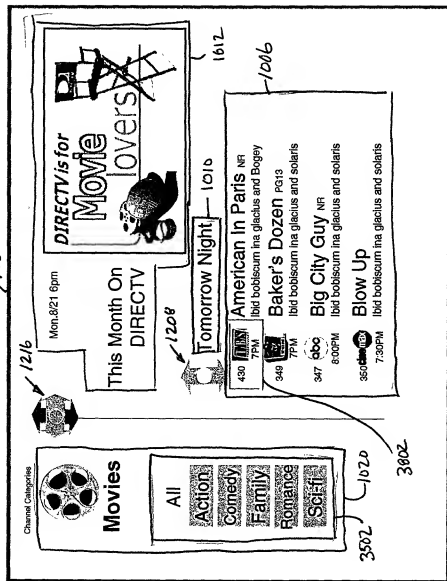 Channel Categories
Movies
All
Action
Comedy
Family
Romance
Sci-fi
3502
1020
1216
Mon.8/21 6pm
This Month On
DIRECTV
DIRECTV is for
Movie
lovers
1612
1208
Tomorrow Night
1010
1006
430 7PM American In Paris NR
Ibid bobiscum ina glacius and Bogey
349 7PM Baker's Dozen PG13
Ibid bobiscum ina glacius and solaris
347 abc 8:00PM Big City Guy NR
Ibid bobiscum ina glacius and solaris
350 7:30PM Blow Up
Ibid bobiscum ina glacius and solaris
3802